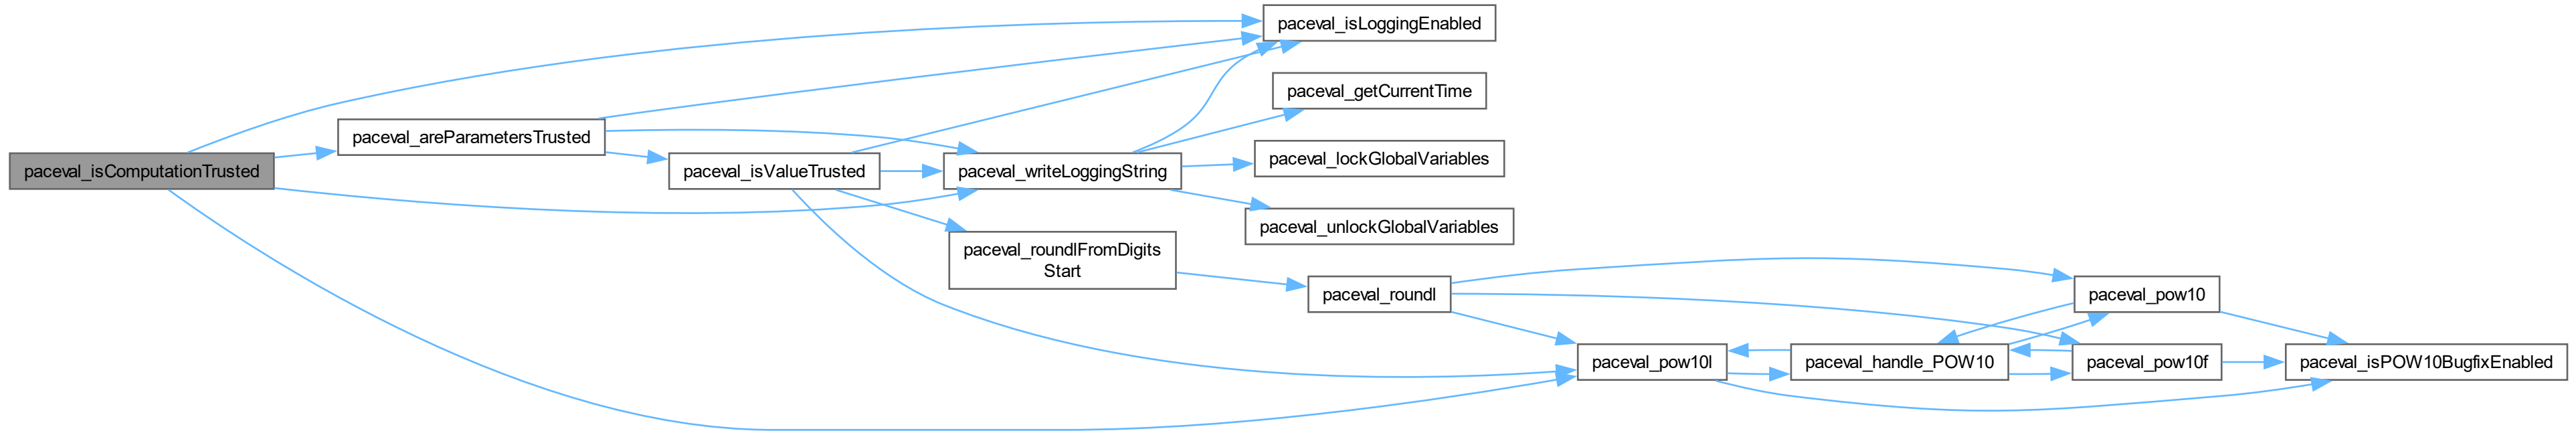 paceval_isComputationTrusted
paceval_areParametersTrusted
paceval_isValueTrusted
paceval_writeLoggingString
paceval_roundlFromDigits
Start
paceval_isLoggingEnabled
paceval_getCurrentTime
paceval_lockGlobalVariables
paceval_unlockGlobalVariables
paceval_roundl
paceval_pow10l
paceval_handle_POW10
paceval_pow10
paceval_pow10f
paceval_isPOW10BugfixEnabled